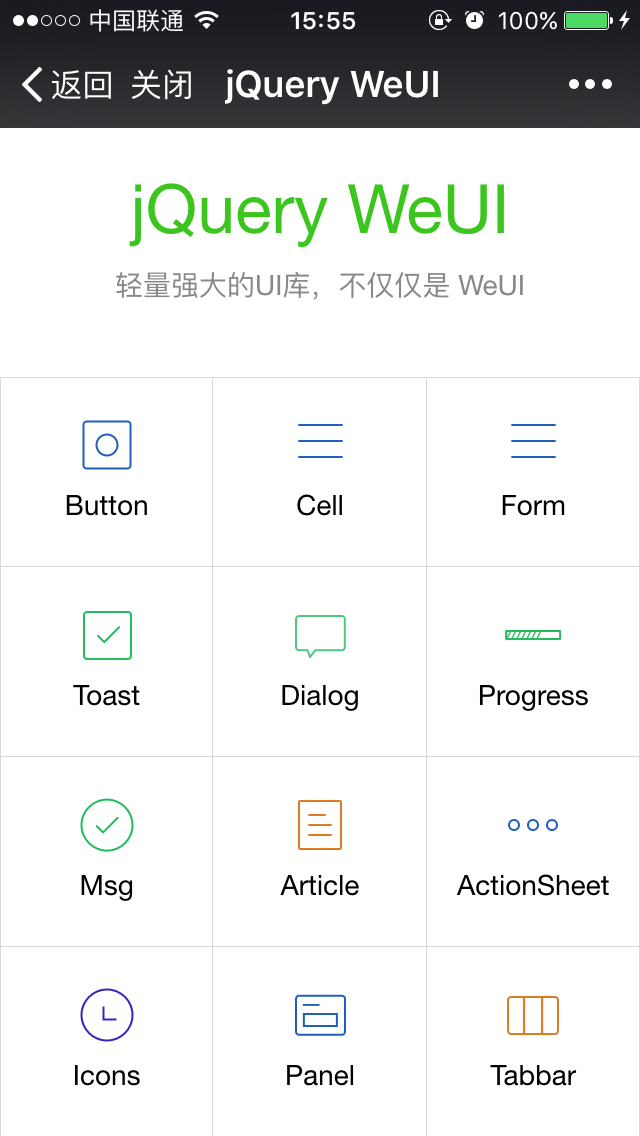 中国联通 15:55 100%
返回 关闭 jQuery WeUI
jQuery WeUI
轻量强大的UI库，不仅仅是 WeUI
Button Cell Form
Toast Dialog Progress
Msg Article ActionSheet
Icons Panel Tabbar